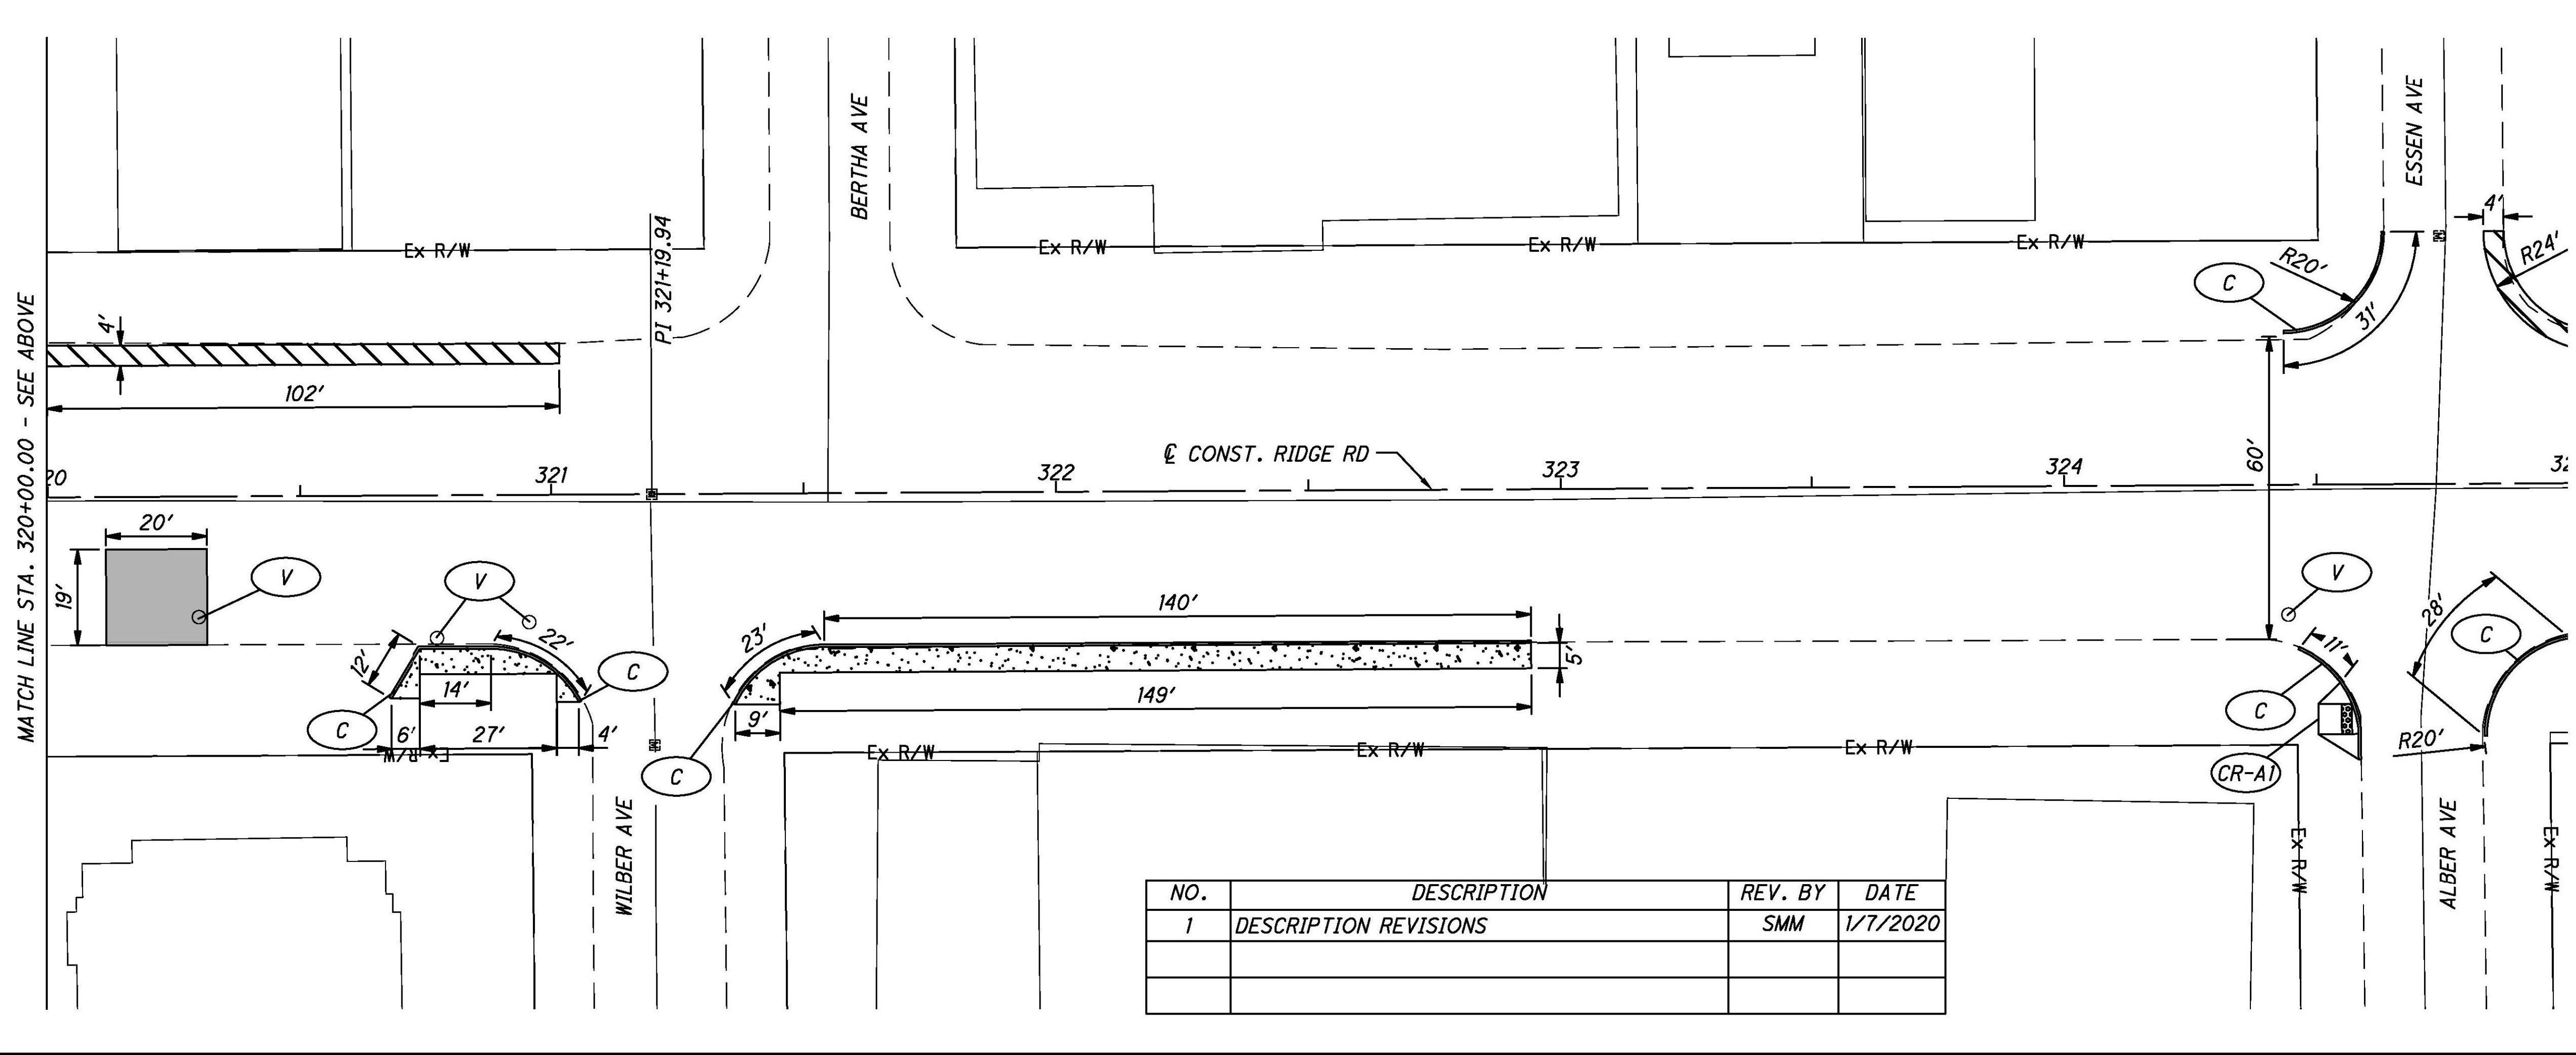 MATCH LINE STA. 320+00.00 - SEE ABOVE
BERTHA AVE
ESSEN AVE
PI 321+19.94
Ex R/W
Ex R/W
Ex R/W
Ex R/W
4'
R20'
R24'
C
31'
4'
102'
60'
℄ CONST. RIDGE RD
20
321
322
323
324
32
20'
19'
V
V
V
12'
22'
C
C
14'
6'
27'
4'
Ex R/W
23'
140'
5'
149'
9'
C
11'
C
CR-A1
28'
C
R20'
Ex R/W
Ex R/W
Ex R/W
Ex R/W
Ex R/W
WILBER AVE
ALBER AVE
NO. DESCRIPTION REV. BY DATE
1 DESCRIPTION REVISIONS SMM 1/7/2020